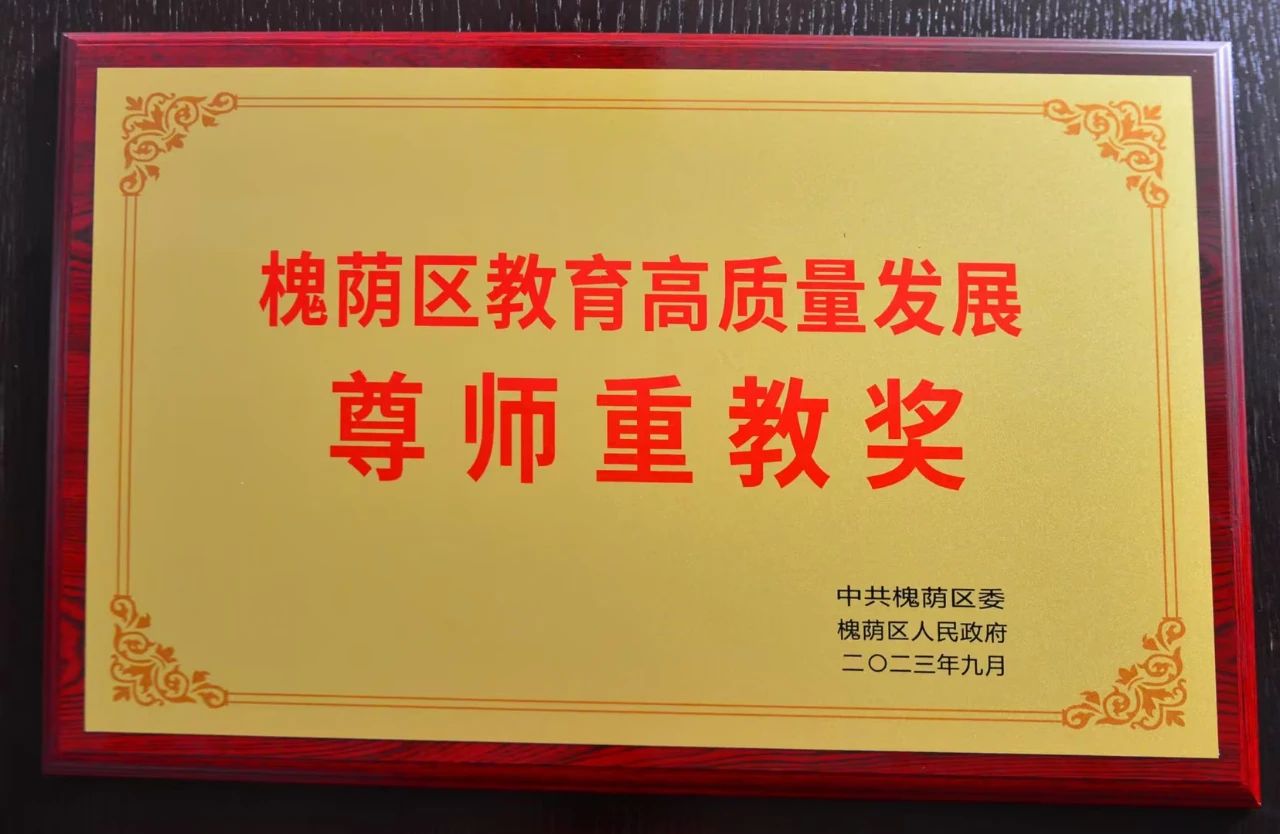 槐荫区教育高质量发展
尊师重教奖
中共槐荫区委
槐荫区人民政府
二〇二三年九月